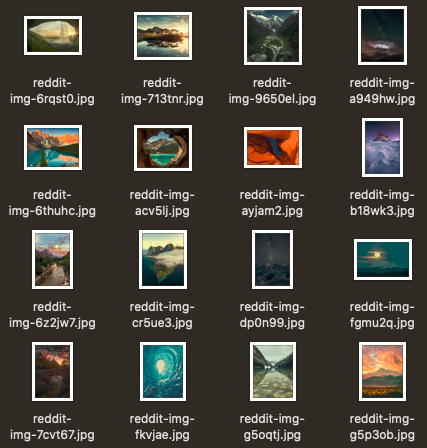 reddit-
img-6rqst0.jpg
reddit-
img-713tnr.jpg
reddit-
img-9650el.jpg
reddit-img-
a949hw.jpg
reddit-
img-6thuhc.jpg
reddit-img-
acv5lj.jpg
reddit-img-
ayjam2.jpg
reddit-img-
b18wk3.jpg
reddit-
img-6z2jw7.jpg
reddit-img-
cr5ue3.jpg
reddit-img-
dp0n99.jpg
reddit-img-
fgmu2q.jpg
reddit-
img-7cvt67.jpg
reddit-img-
fkvjae.jpg
reddit-img-
g5oqtj.jpg
reddit-img-
g5p3ob.jpg